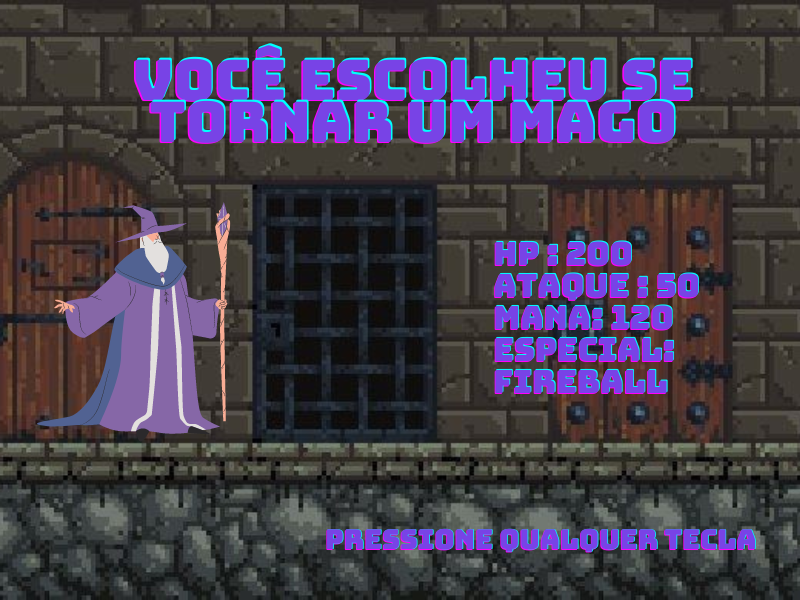 VOCÊ ESCOLHEU SE
TORNAR UM MAGO
HP : 200
ATAQUE : 50
MANA: 120
ESPECIAL:
FIREBALL
PRESSIONE QUALQUER TECLA